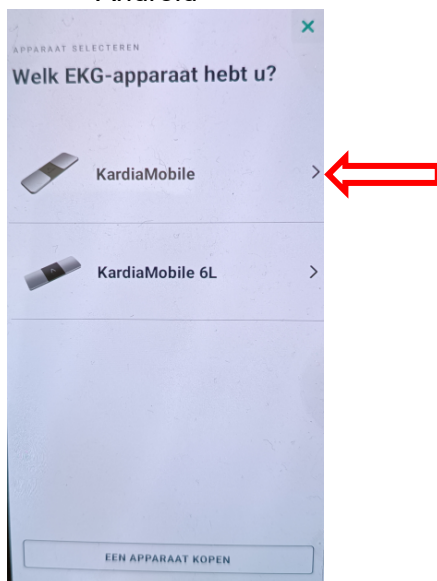 APPARAAT SELECTEREN
Welk EKG-apparaat hebt u?
KardiaMobile
KardiaMobile 6L
EEN APPARAAT KOPEN